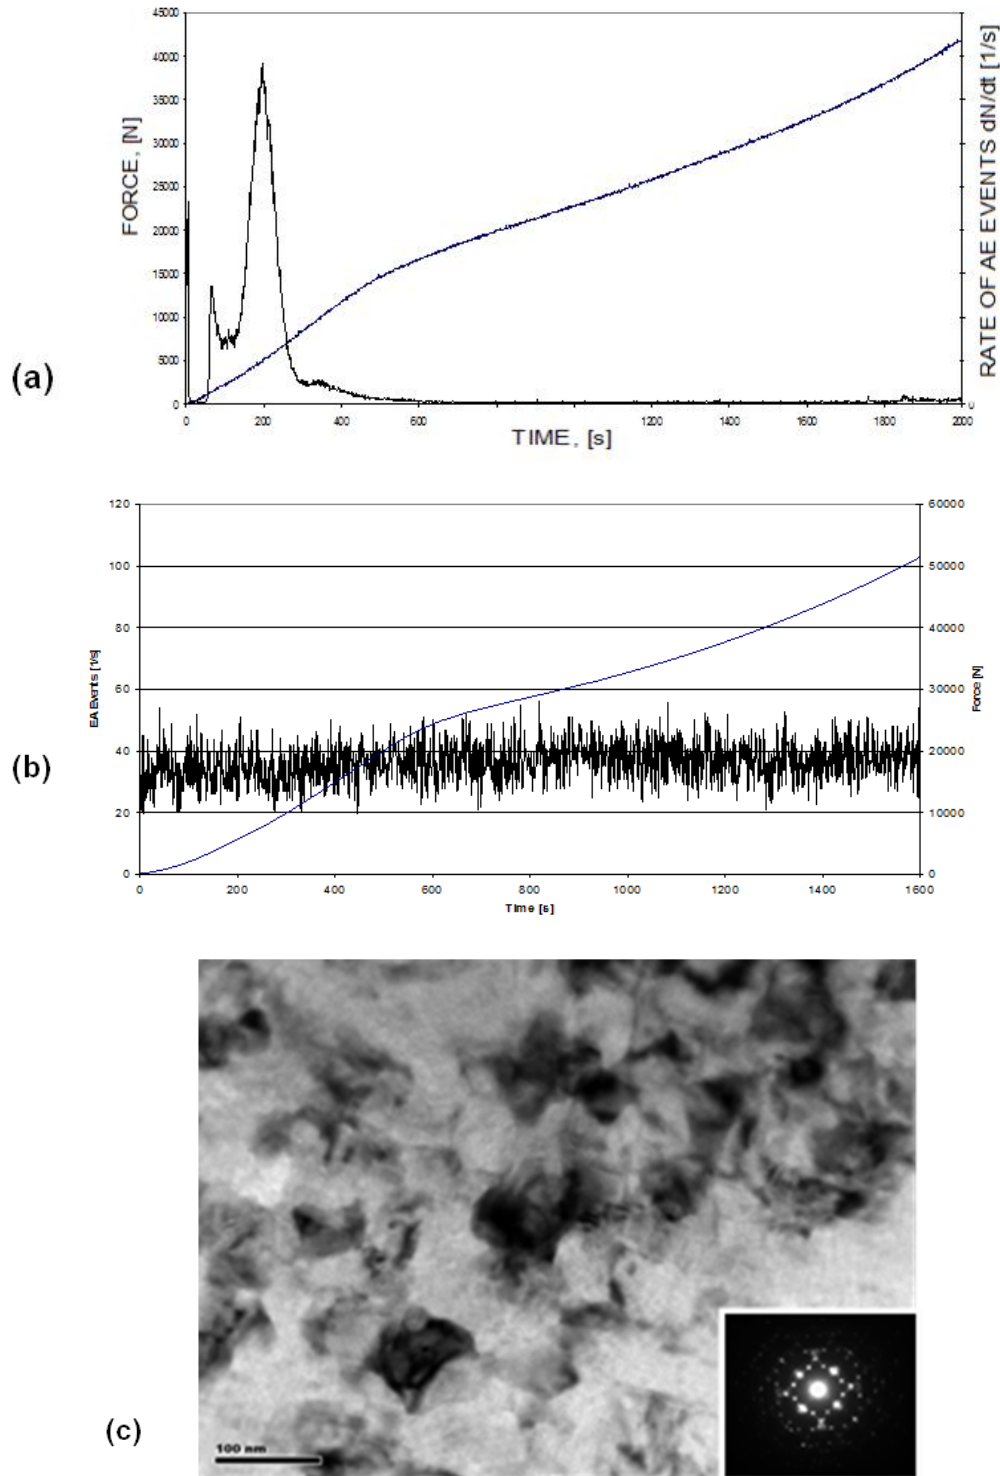 45000
40000
35000
30000
25000
20000
15000
10000
5000
0
FORCE, [N]
RATE OF AE EVENTS dN/dt [1/s]
0
0 200 400 600 1200 1400 1600 1800 2000
TIME, [s]
(a)
120
100
80
60
40
20
0
EA Events [1/s]
60000
50000
40000
30000
20000
10000
0
Force [N]
0 200 400 600 800 1000 1200 1400 1600
Time [s]
(b)
100 nm
(c)